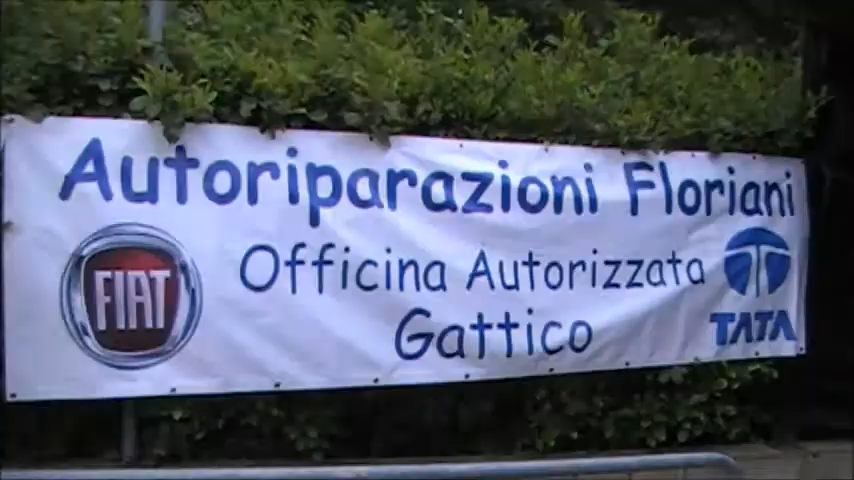 Autoriparazioni Floriani
FIAT
Officina Autorizzata
Gattico
TATA